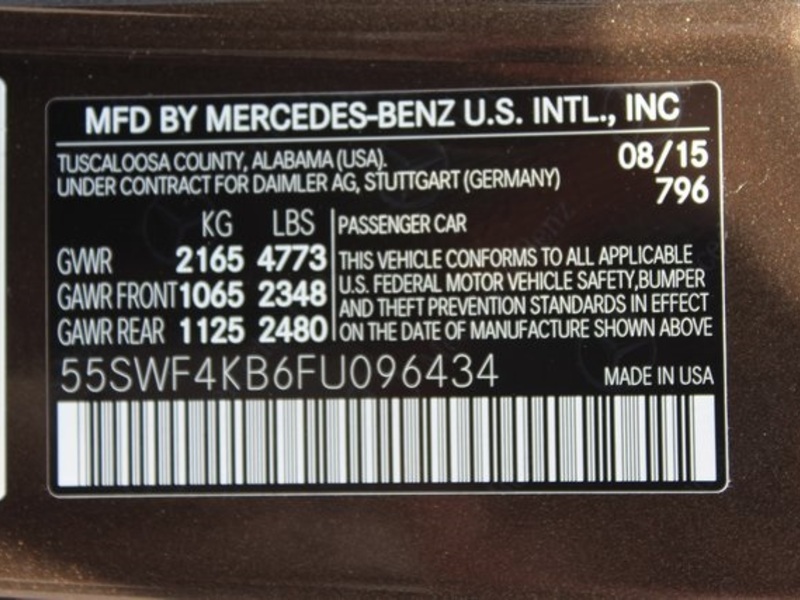 MFD BY MERCEDES-BENZ U.S. INTL., INC
TUSCALOOSA COUNTY, ALABAMA (USA). 08/15
UNDER CONTRACT FOR DAIMLER AG, STUTTGART (GERMANY) 796
KG LBS PASSENGER CAR
GVWR 2165 4773 THIS VEHICLE CONFORMS TO ALL APPLICABLE
U.S. FEDERAL MOTOR VEHICLE SAFETY,BUMPER
GAWR FRONT 1065 2348 AND THEFT PREVENTION STANDARDS IN EFFECT
GAWR REAR 1125 2480 ON THE DATE OF MANUFACTURE SHOWN ABOVE
55SWF4KB6FU096434 MADE IN USA